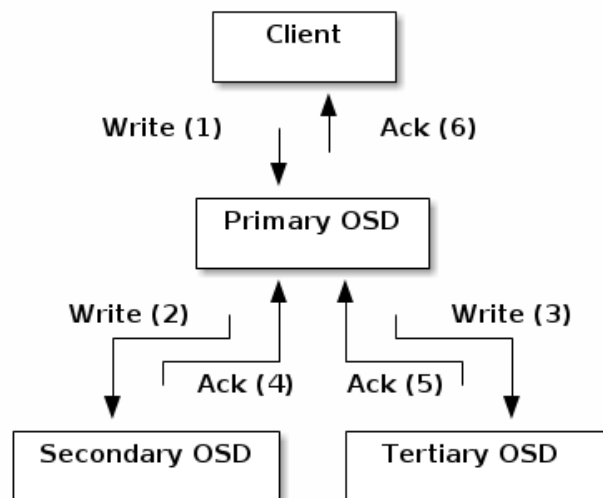 Client
Write (1)
Ack (6)
Primary OSD
Write (2)
Write (3)
Ack (4)
Ack (5)
Secondary OSD
Tertiary OSD